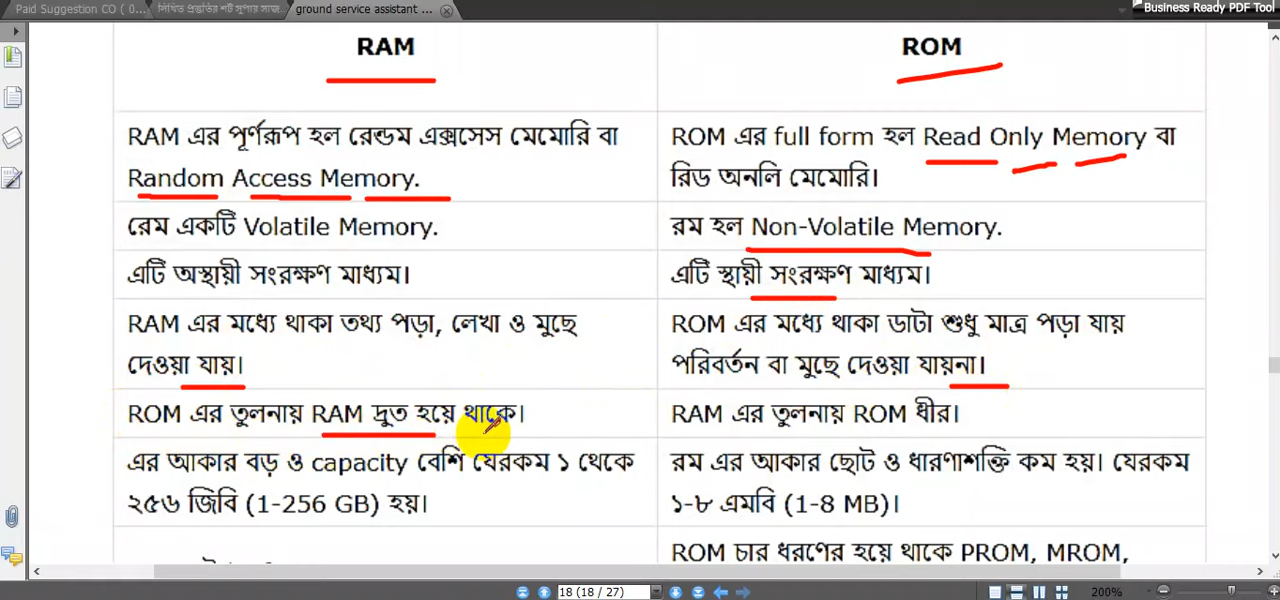 Paid Suggestion CO ( 0...
লিখিত প্রস্তুতির শর্ট সুপার সাজ...
ground service assistant ...
Business Ready PDF Tool
RAM
ROM
RAM এর পূর্ণরূপ হল রেন্ডম এক্সসেস মেমোরি বা
Random Access Memory.
ROM এর full form হল Read Only Memory বা
রিড অনলি মেমোরি।
রেম একটি Volatile Memory.
রম হল Non-Volatile Memory.
এটি অস্থায়ী সংরক্ষণ মাধ্যম।
এটি স্থায়ী সংরক্ষণ মাধ্যম।
RAM এর মধ্যে থাকা তথ্য পড়া, লেখা ও মুছে
দেওয়া যায়।
ROM এর মধ্যে থাকা ডাটা শুধু মাত্র পড়া যায়
পরিবর্তন বা মুছে দেওয়া যায়না।
ROM এর তুলনায় RAM দ্রুত হয়ে থাকে।
RAM এর তুলনায় ROM ধীর।
এর আকার বড় ও capacity বেশি যেরকম ১ থেকে
২৫৬ জিবি (1-256 GB) হয়।
রম এর আকার ছোট ও ধারণাশক্তি কম হয়। যেরকম
১-৮ এমবি (1-8 MB)।
ROM চার ধরণের হয়ে থাকে PROM, MROM,
18 (18 / 27)
200%